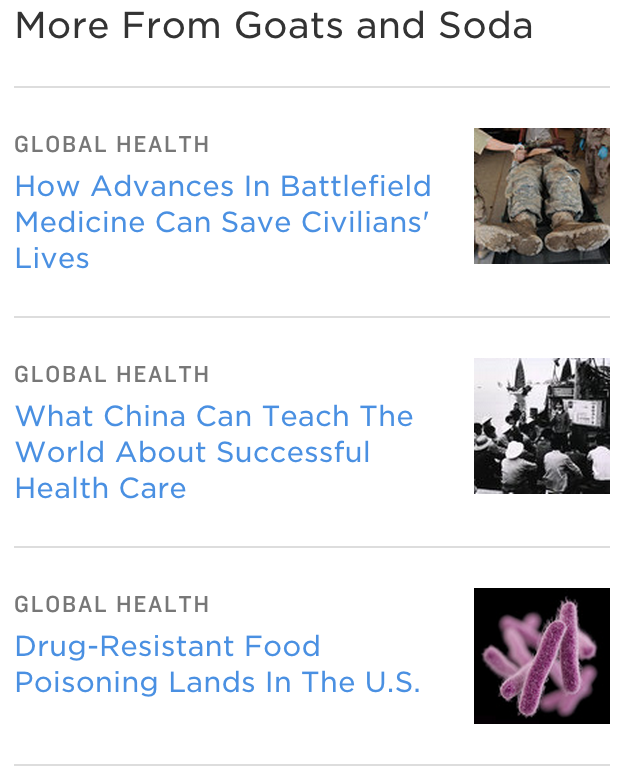 More From Goats and Soda
GLOBAL HEALTH
How Advances In Battlefield
Medicine Can Save Civilians'
Lives
GLOBAL HEALTH
What China Can Teach The
World About Successful
Health Care
GLOBAL HEALTH
Drug-Resistant Food
Poisoning Lands In The U.S.